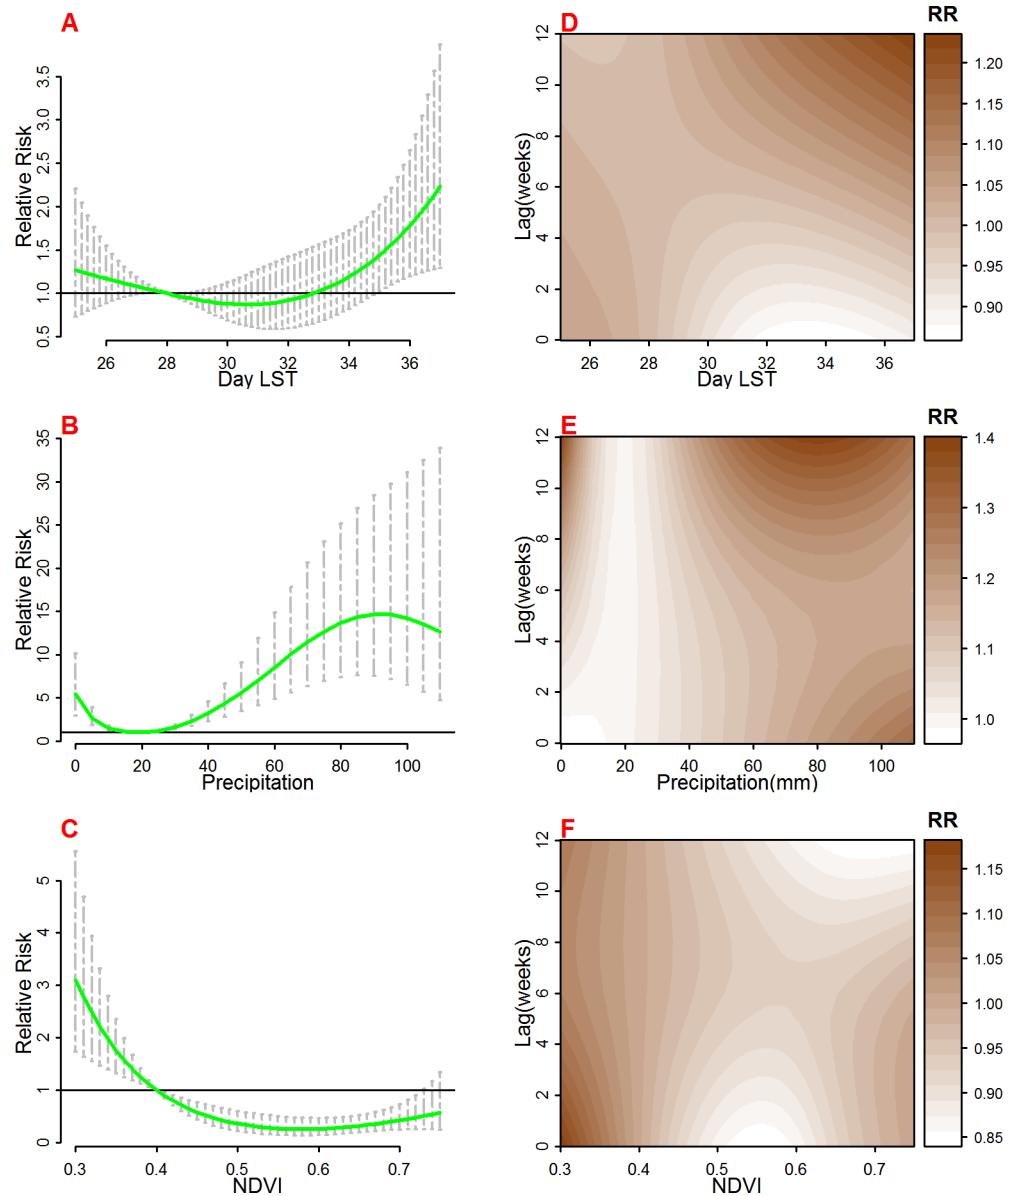 A
Relative Risk
0.5 1.0 1.5 2.0 2.5 3.0 3.5
26 28 30 32 34 36
Day LST
D
RR
Lag(weeks)
0 2 4 6 8 10 12
26 28 30 32 34 36
Day LST
1.20
1.15
1.10
1.05
1.00
0.95
0.90
B
Relative Risk
0 5 10 15 20 25 30 35
0 20 40 60 80 100
Precipitation
E
RR
Lag(weeks)
0 2 4 6 8 10 12
0 20 40 60 80 100
Precipitation(mm)
1.4
1.3
1.2
1.1
1.0
C
Relative Risk
0 1 2 3 4 5
0.3 0.4 0.5 0.6 0.7
NDVI
F
RR
Lag(weeks)
0 2 4 6 8 10 12
0.3 0.4 0.5 0.6 0.7
NDVI
1.15
1.10
1.05
1.00
0.95
0.90
0.85